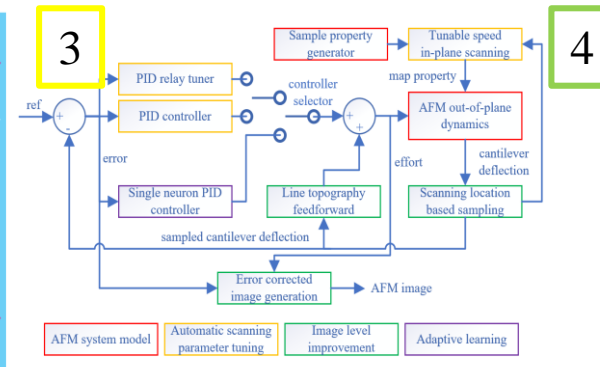 3
4
Sample property
generator
Tunable speed
in-plane scanning
PID relay tuner
controller
selector
map property
ref
+
-
PID controller
+
+
AFM out-of-plane
dynamics
error
effort
cantilever
deflection
Single neuron PID
controller
Line topography
feedforward
Scanning location
based sampling
sampled cantilever deflection
Error corrected
image generation
AFM image
AFM system model
Automatic scanning
parameter tuning
Image level
improvement
Adaptive learning